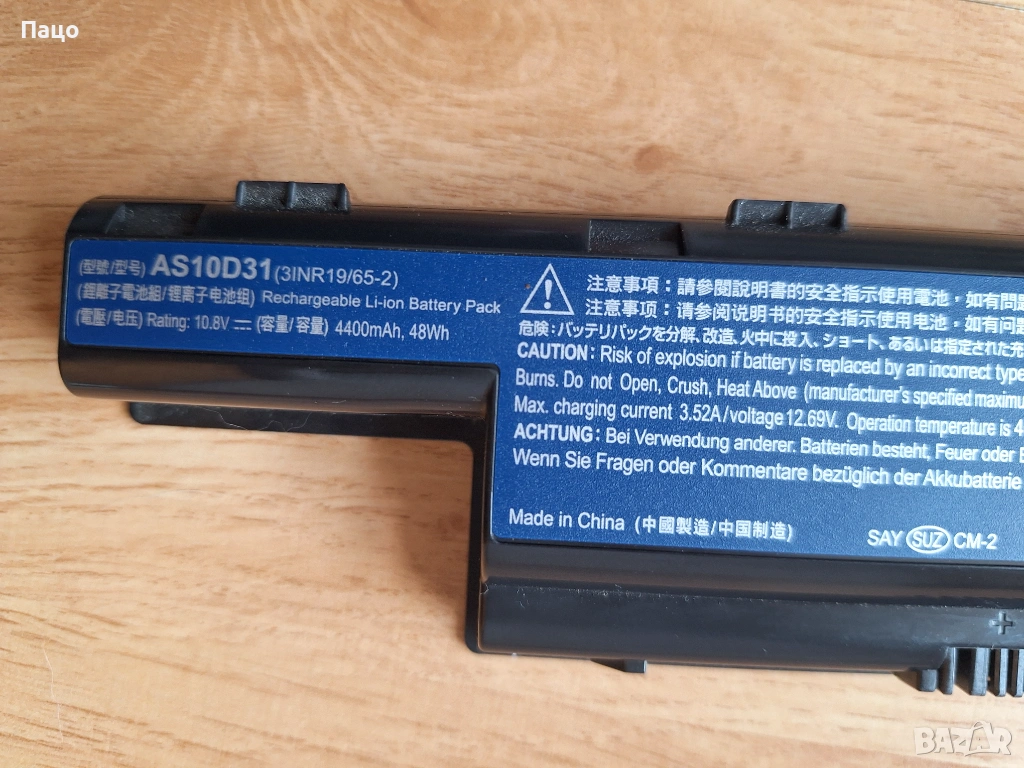 Пацо
(型號/型号) AS10D31 (3INR19/65-2)
(鋰離子電池組/锂离子电池组) Rechargeable Li-ion Battery Pack
(電壓/电压) Rating: 10.8V ⎓ (容量/容量) 4400mAh, 48Wh
注意事項：請參閱說明書的安全指示使用電池，如有問題
注意事项：请参阅说明书的安全指示使用电池，如有问题
危険：バッテリパックを分解、改造、火中に投入、ショート、あるいは指定された充
CAUTION: Risk of explosion if battery is replaced by an incorrect type
Burns. Do not Open, Crush, Heat Above (manufacturer's specified maximu
Max. charging current 3.52A/voltage 12.69V. Operation temperature is 4
ACHTUNG: Bei Verwendung anderer. Batterien besteht, Feuer oder E
Wenn Sie Fragen oder Kommentare bezüglich der Akkubatterie
Made in China (中國製造/中国制造)
SAY SUZ CM-2
+
BAZAR